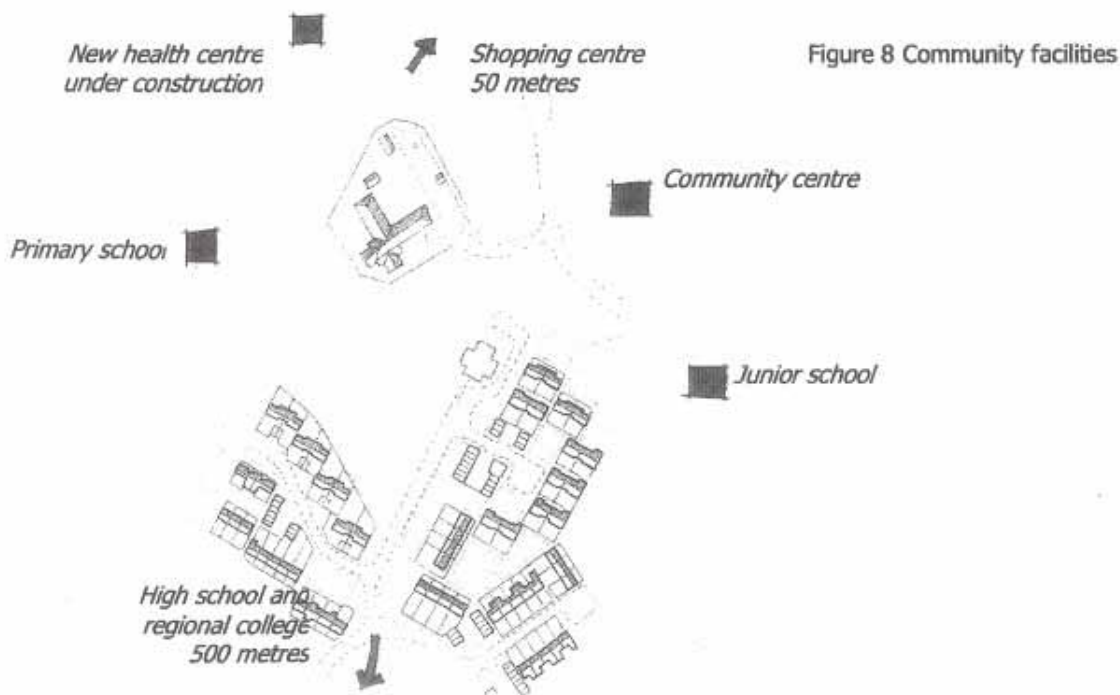 New health centre
under construction
Shopping centre
50 metres
Figure 8 Community facilities
Community centre
Primary school
Junior school
High school and
regional college
500 metres